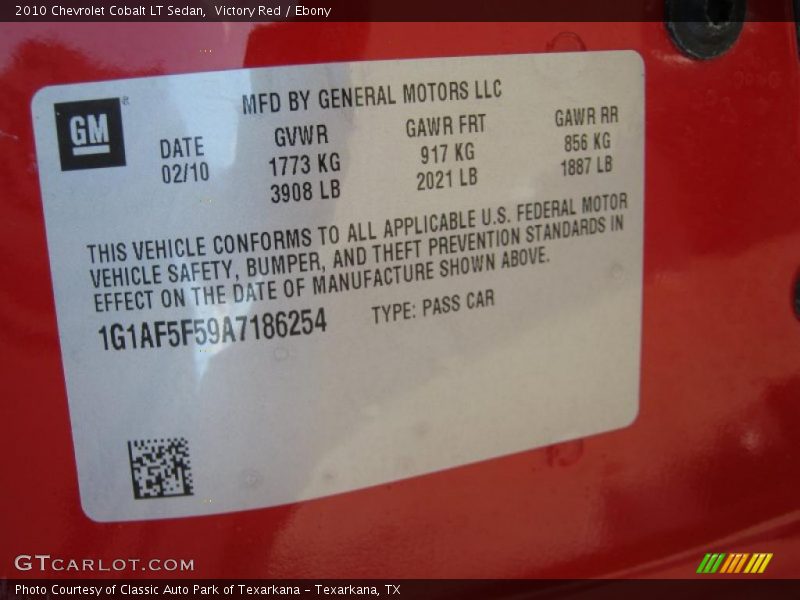 2010 Chevrolet Cobalt LT Sedan, Victory Red / Ebony
GM
MFD BY GENERAL MOTORS LLC
DATE GVWR GAWR FRT GAWR RR
02/10 1773 KG 917 KG 856 KG
3908 LB 2021 LB 1887 LB
THIS VEHICLE CONFORMS TO ALL APPLICABLE U.S. FEDERAL MOTOR
VEHICLE SAFETY, BUMPER, AND THEFT PREVENTION STANDARDS IN
EFFECT ON THE DATE OF MANUFACTURE SHOWN ABOVE.
1G1AF5F59A7186254 TYPE: PASS CAR
GTCARLOT.COM
Photo Courtesy of Classic Auto Park of Texarkana - Texarkana, TX